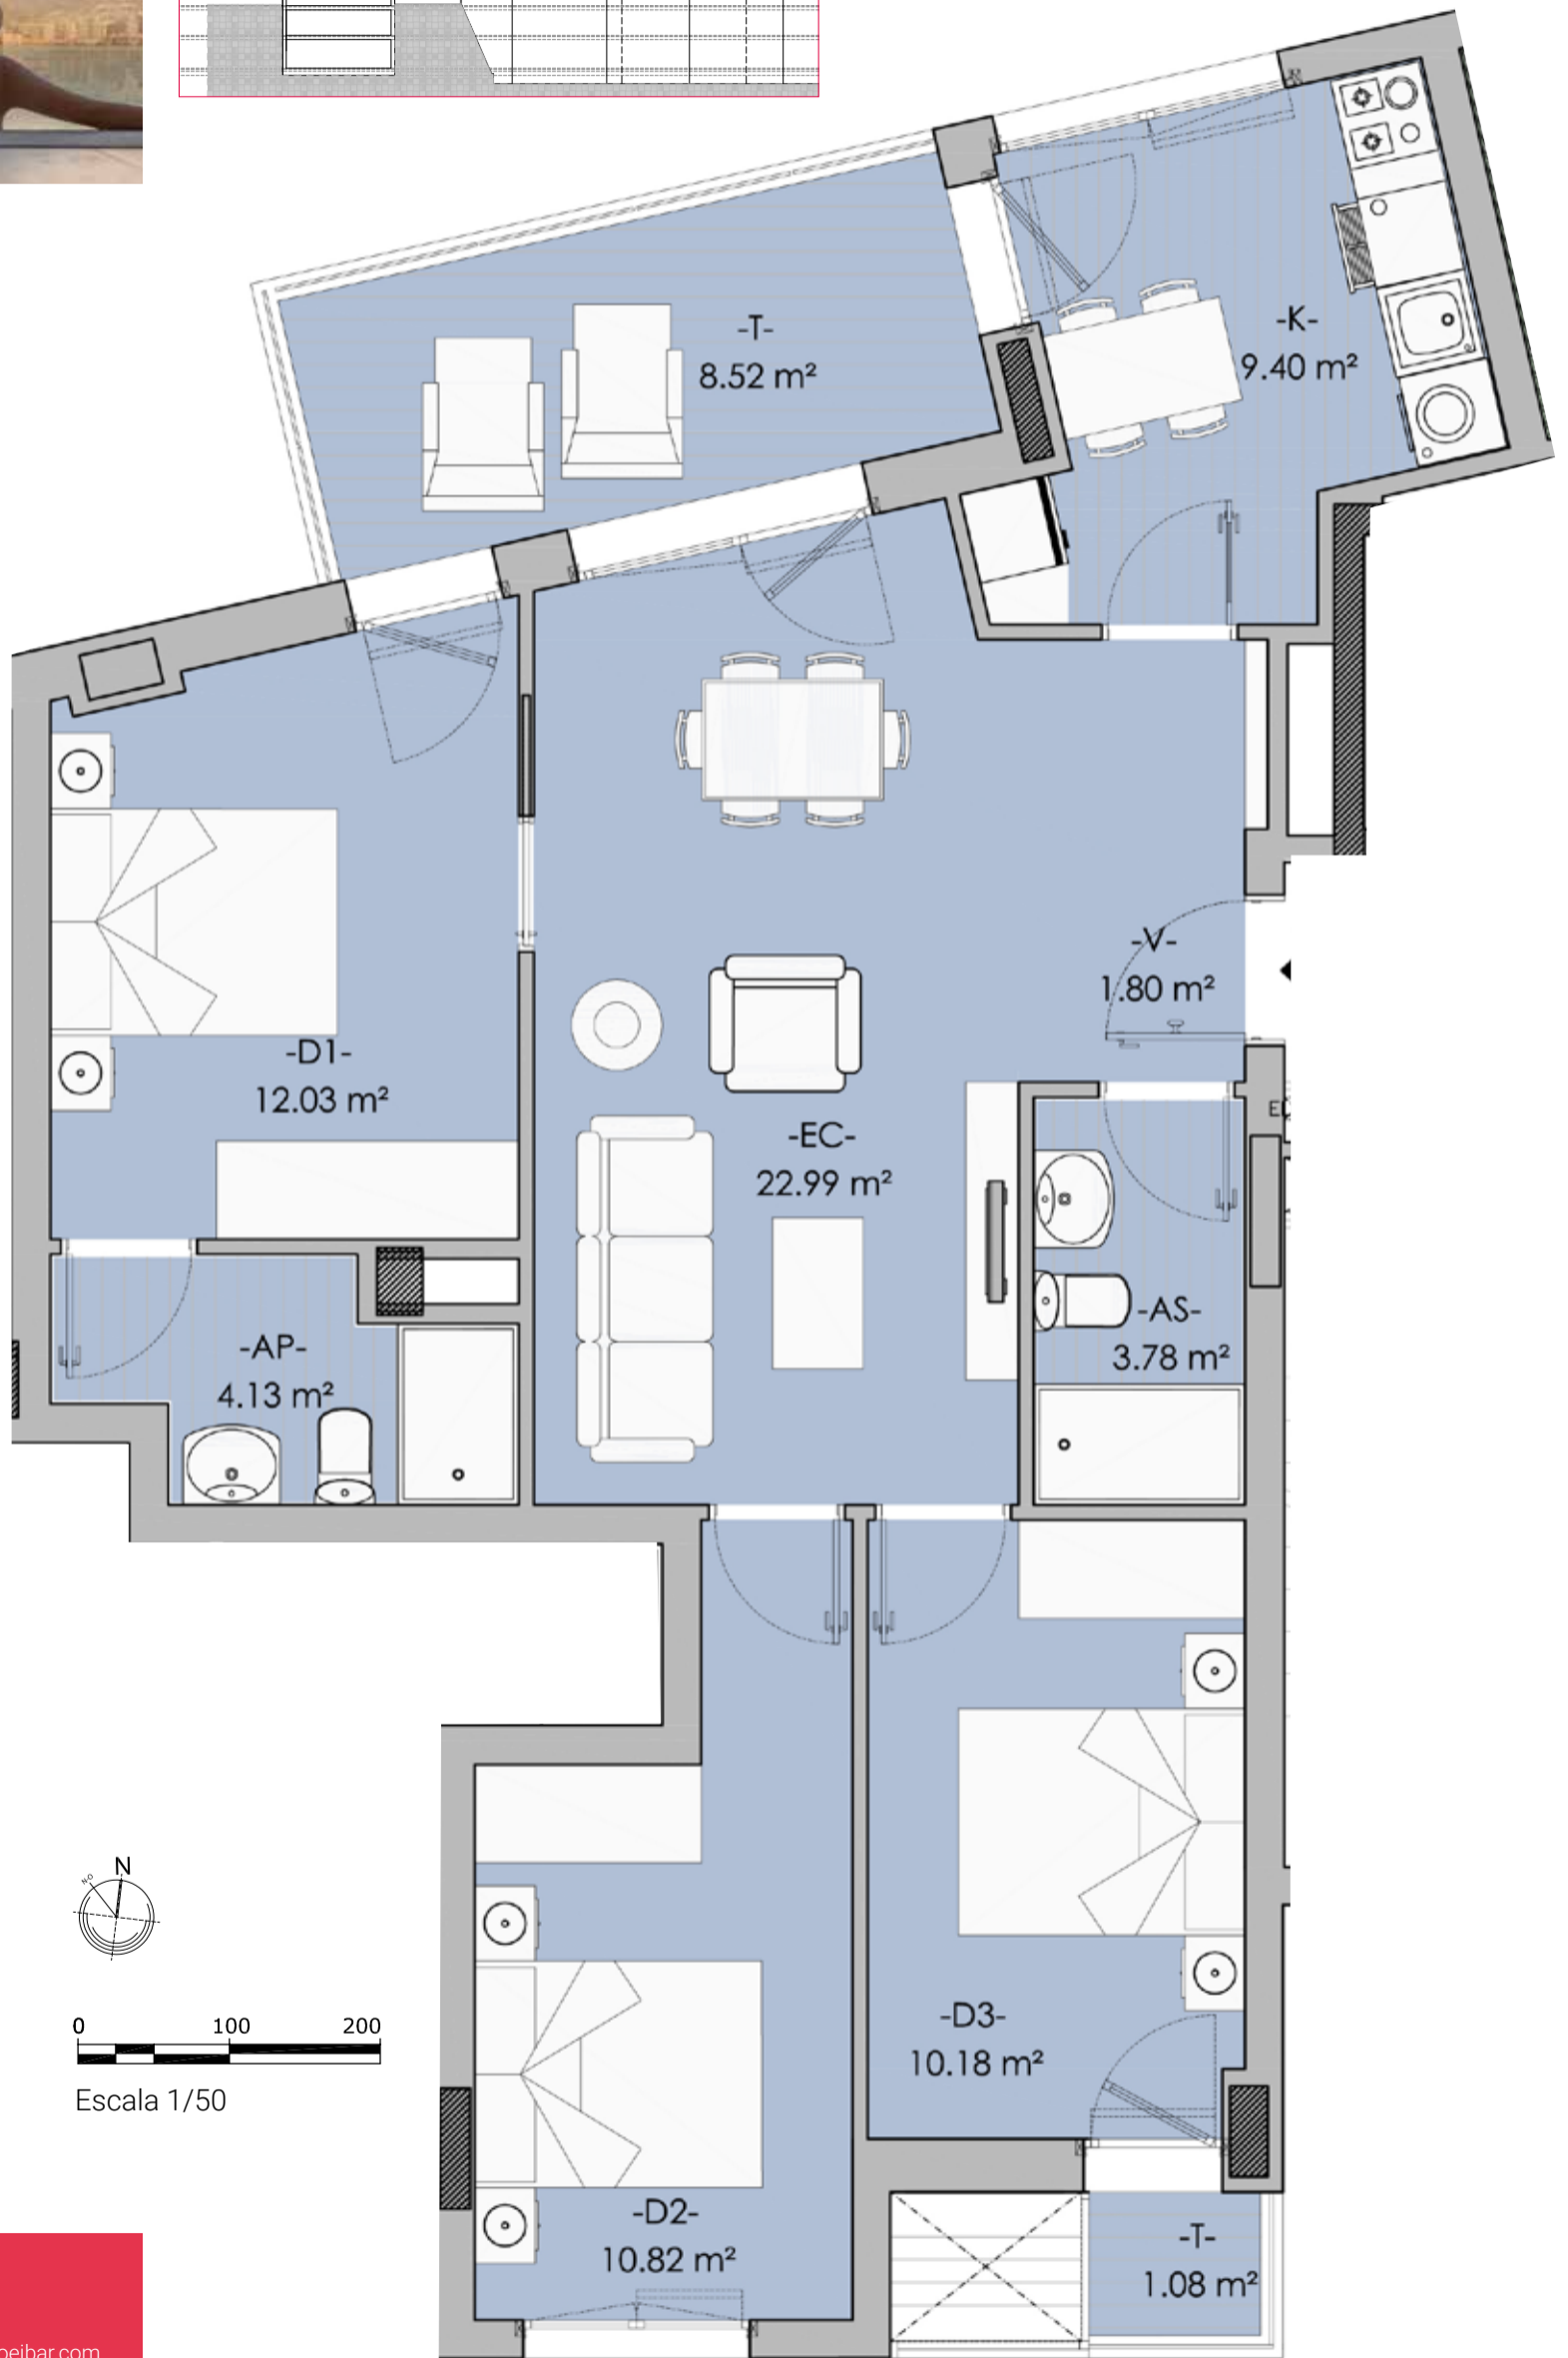 -T-
8.52 m²
-K-
9.40 m²
-V-
1.80 m²
-D1-
12.03 m²
-EC-
22.99 m²
-AS-
3.78 m²
-AP-
4.13 m²
N
N-O
0 100 200
Escala 1/50
-D3-
10.18 m²
-D2-
10.82 m²
-T-
1.08 m²